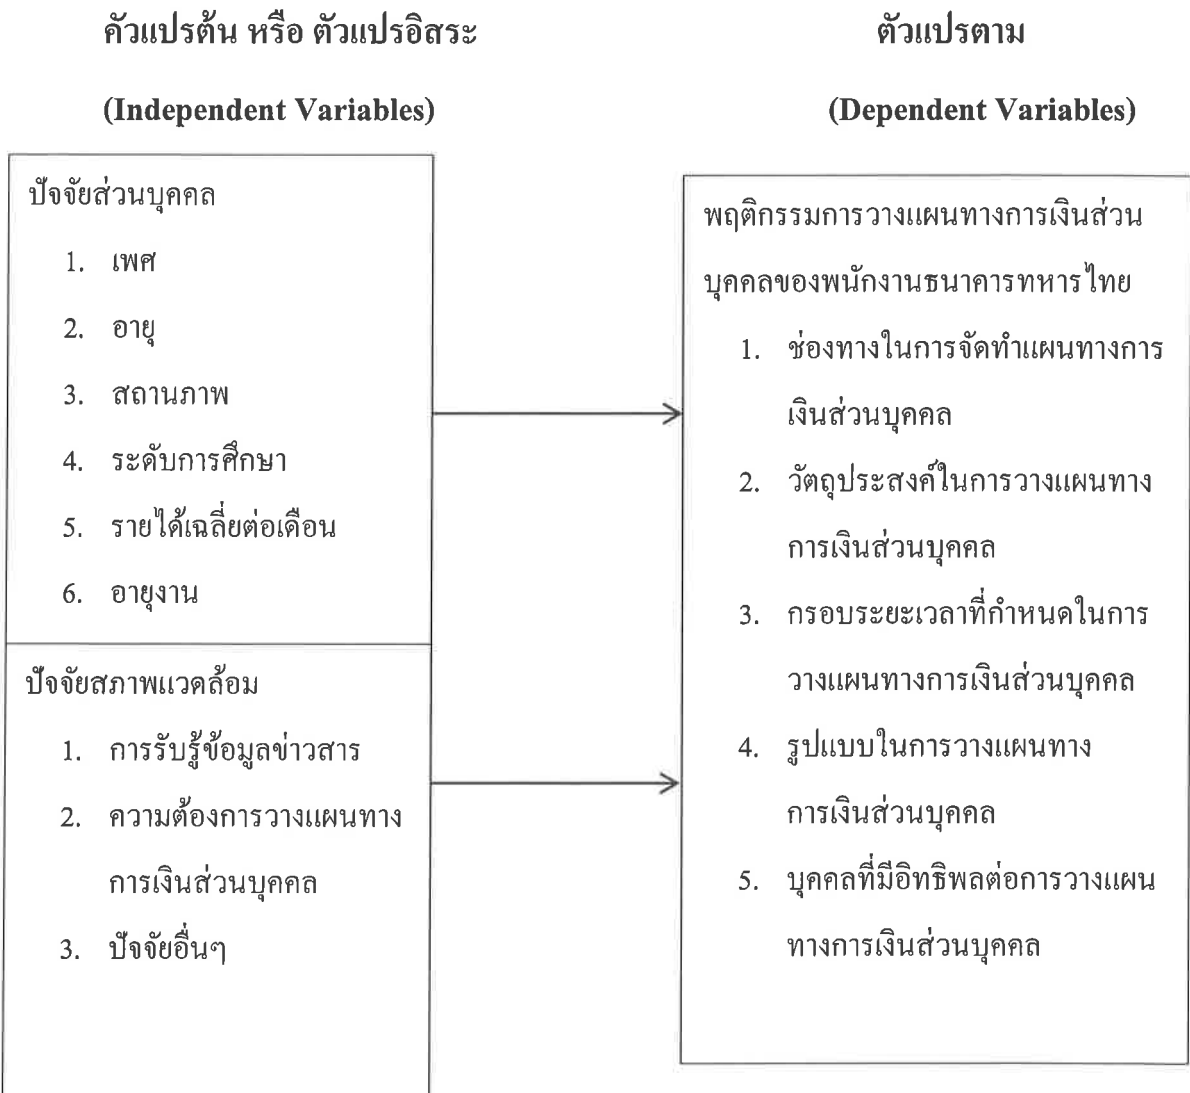 คัวแปรต้น หรือ ตัวแปรอิสระ
(Independent Variables)
ปัจจัยส่วนบุคคล
1. เพศ
2. อายุ
3. สถานภาพ
4. ระดับการศึกษา
5. รายได้เฉลี่ยต่อเดือน
6. อายุงาน
ปัจจัยสภาพแวดล้อม
1. การรับรู้ข้อมูลข่าวสาร
2. ความต้องการวางแผนทาง
การเงินส่วนบุคคล
3. ปัจจัยอื่นๆ
ตัวแปรตาม
(Dependent Variables)
พฤติกรรมการวางแผนทางการเงินส่วน
บุคคลของพนักงานธนาคารทหารไทย
1. ช่องทางในการจัดทำแผนทางการ
เงินส่วนบุคคล
2. วัตถุประสงค์ในการวางแผนทาง
การเงินส่วนบุคคล
3. กรอบระยะเวลาที่กำหนดในการ
วางแผนทางการเงินส่วนบุคคล
4. รูปแบบในการวางแผนทาง
การเงินส่วนบุคคล
5. บุคคลที่มีอิทธิพลต่อการวางแผน
ทางการเงินส่วนบุคคล